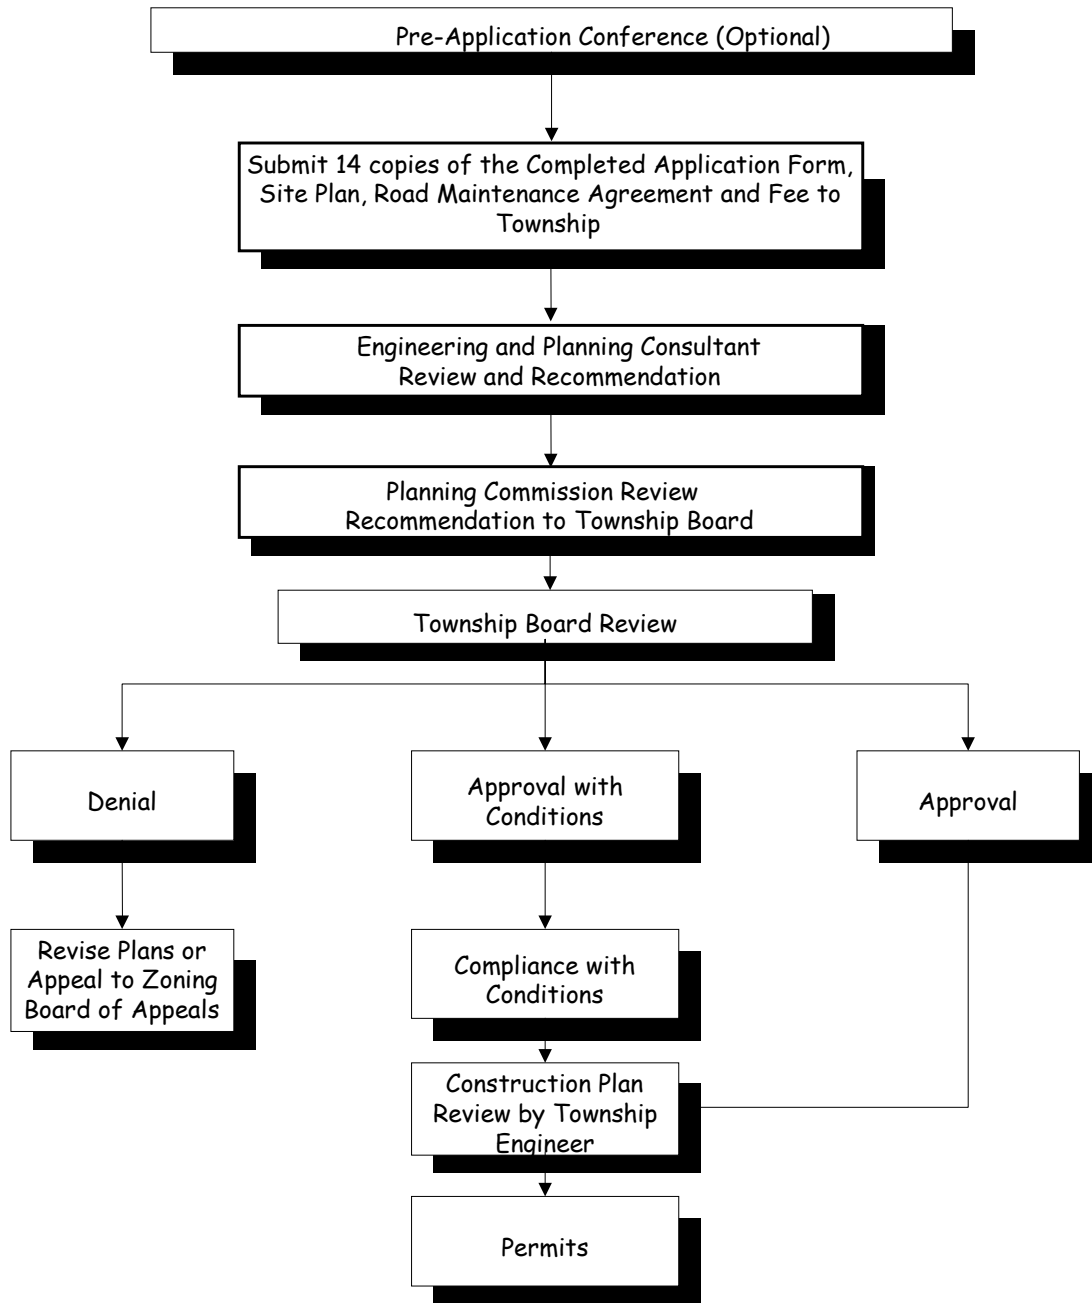 Pre-Application Conference (Optional)
Submit 14 copies of the Completed Application Form,
Site Plan, Road Maintenance Agreement and Fee to
Township
Engineering and Planning Consultant
Review and Recommendation
Planning Commission Review
Recommendation to Township Board
Township Board Review
Denial
Approval with
Conditions
Approval
Revise Plans or
Appeal to Zoning
Board of Appeals
Compliance with
Conditions
Construction Plan
Review by Township
Engineer
Permits